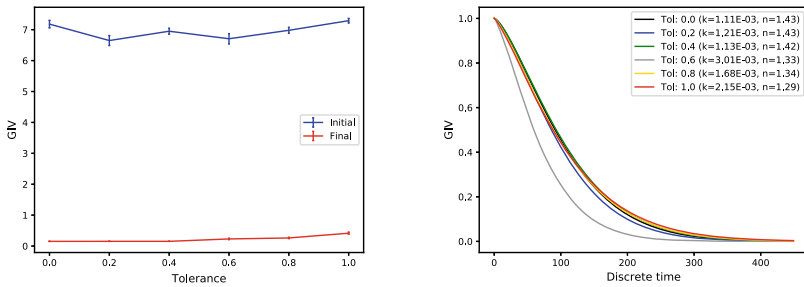 GIV
7
6
5
4
3
2
1
0
Initial
Final
0.0 0.2 0.4 0.6 0.8 1.0
Tolerance
GIV
1.0
0.8
0.6
0.4
0.2
0.0
Tol: 0.0 (k=1,11E-03, n=1,43)
Tol: 0,2 (k=1,21E-03, n=1,43)
Tol: 0.4 (k=1,13E-03, n=1,42)
Tol: 0,6 (k=3,01E-03, n=1,33)
Tol: 0.8 (k=1,68E-03, n=1,34)
Tol: 1.0 (k=2,15E-03, n=1,29)
0 100 200 300 400
Discrete time